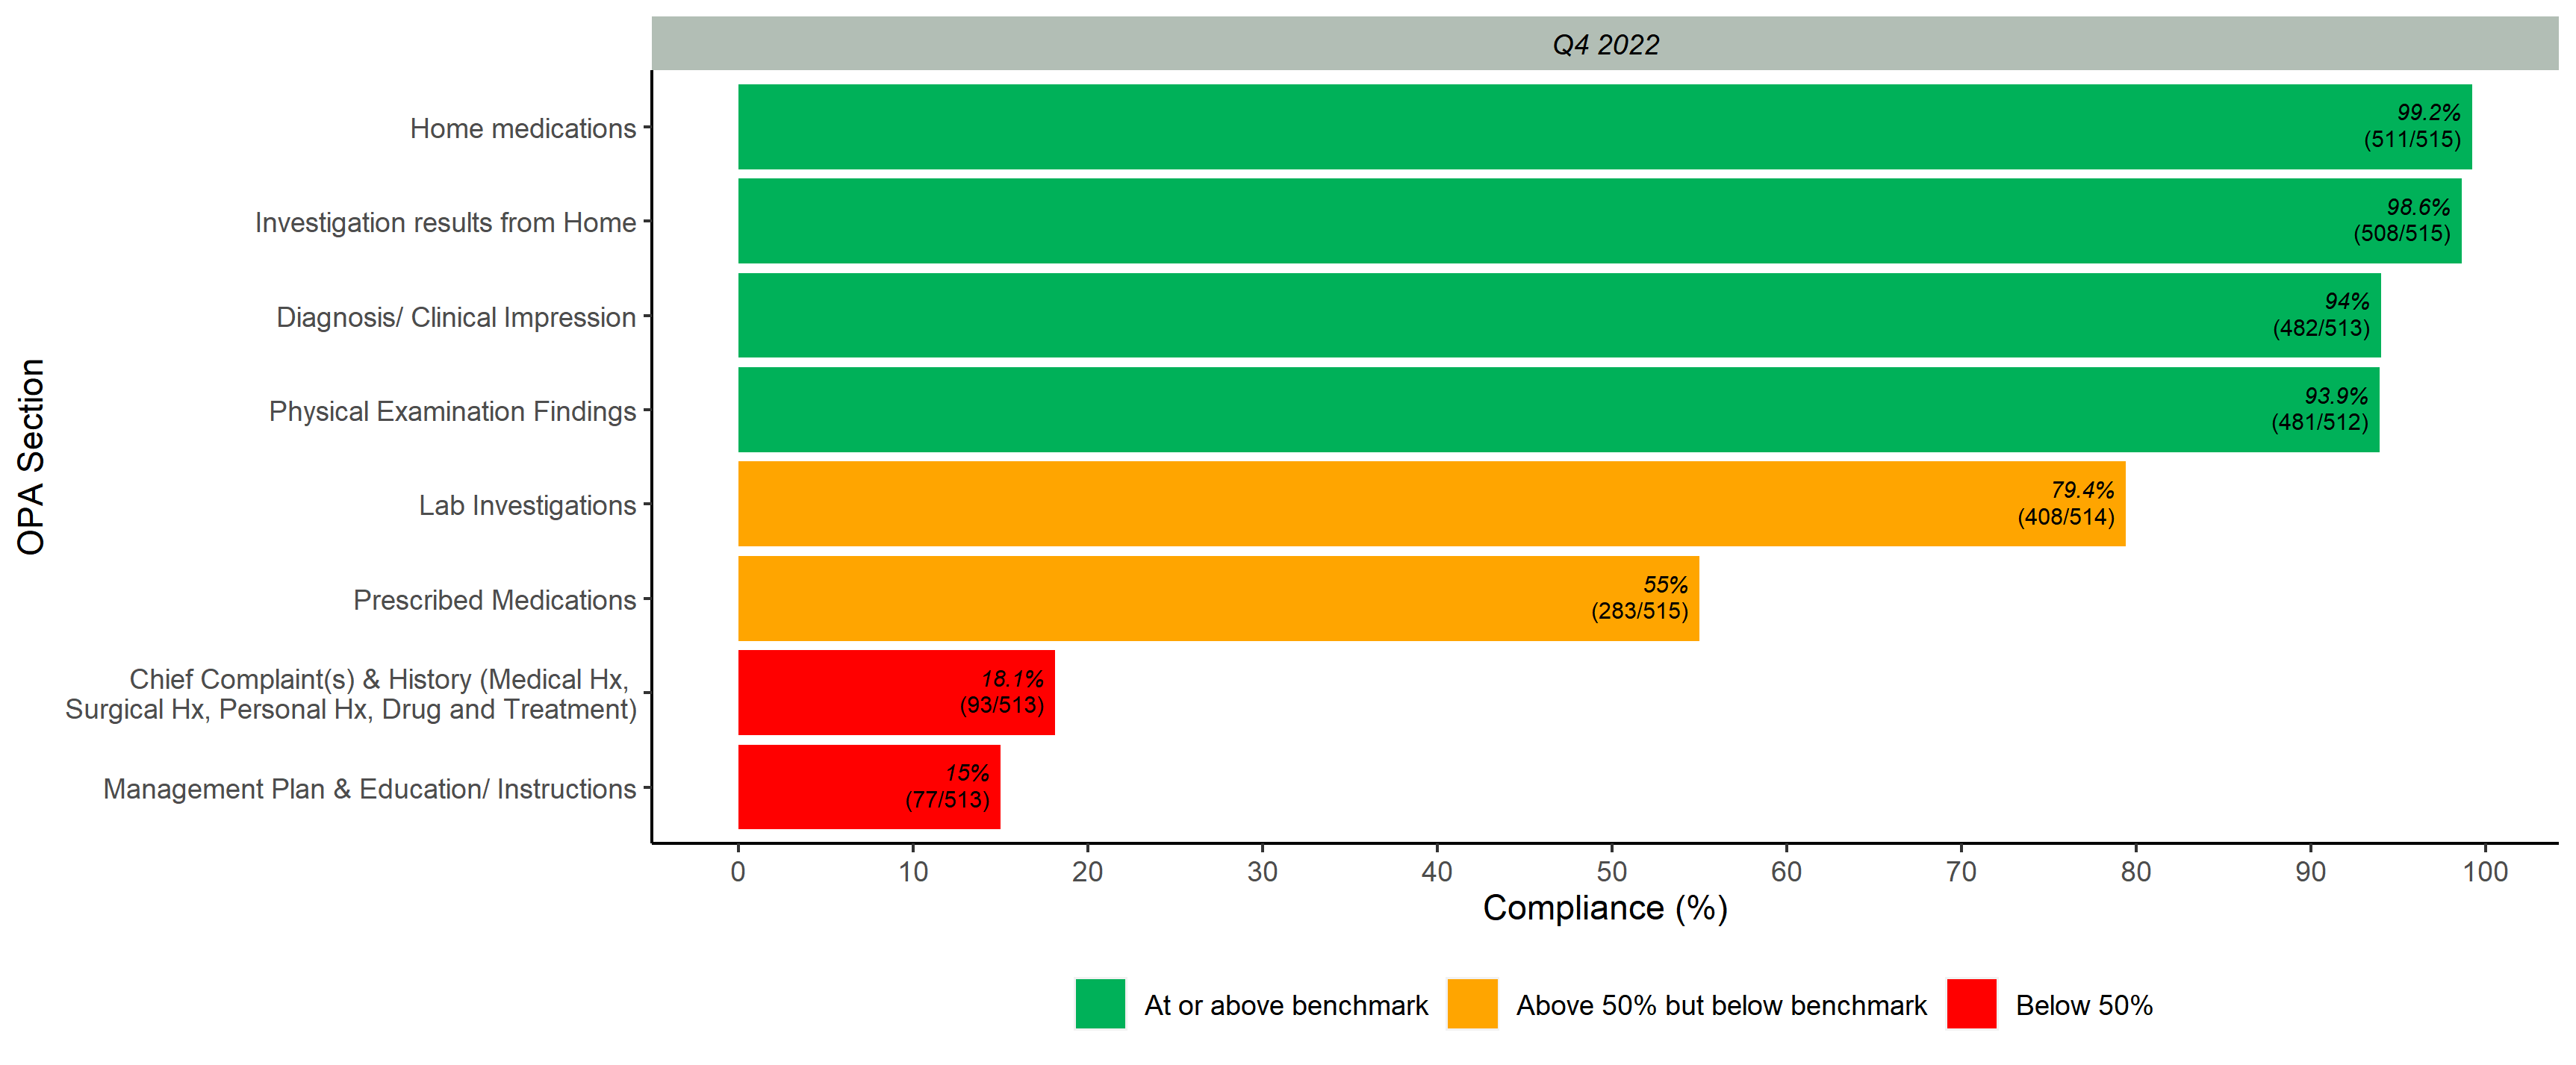 Q4 2022
OPA Section
Home medications
99.2%
(511/515)
Investigation results from Home
98.6%
(508/515)
Diagnosis/ Clinical Impression
94%
(482/513)
Physical Examination Findings
93.9%
(481/512)
Lab Investigations
79.4%
(408/514)
Prescribed Medications
55%
(283/515)
Chief Complaint(s) & History (Medical Hx,
Surgical Hx, Personal Hx, Drug and Treatment)
18.1%
(93/513)
Management Plan & Education/ Instructions
15%
(77/513)
0 10 20 30 40 50 60 70 80 90 100
Compliance (%)
At or above benchmark Above 50% but below benchmark Below 50%